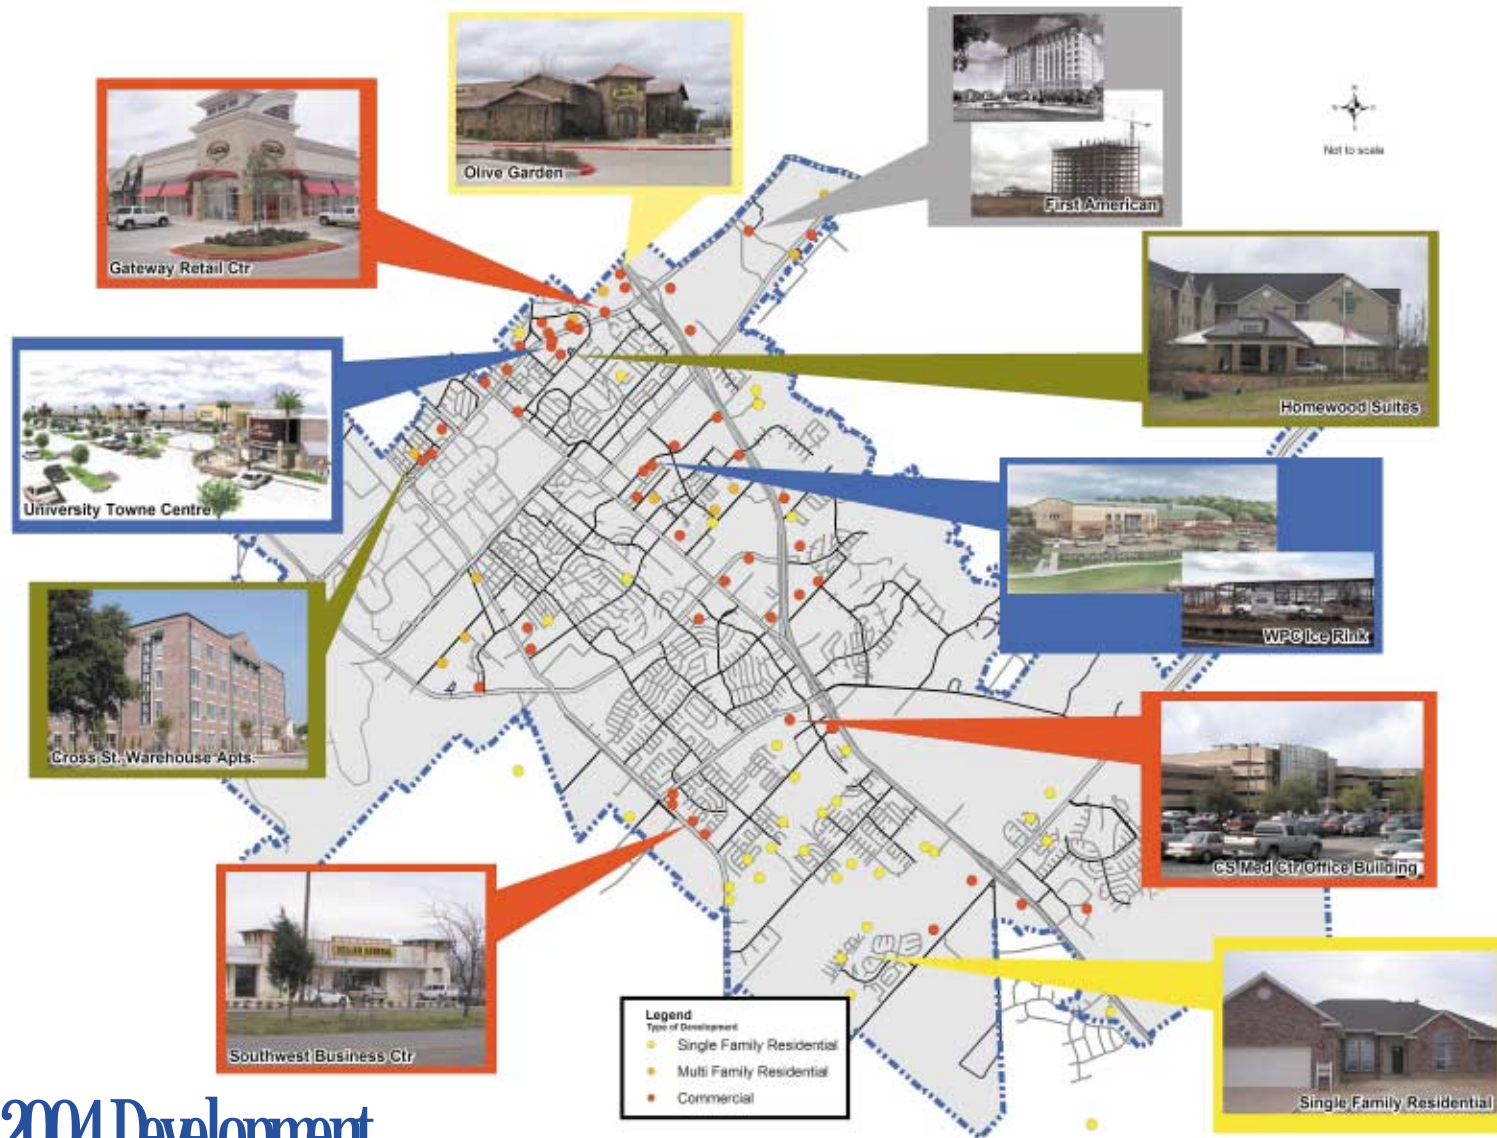 Olive Garden
First American
N
Not to scale
Gateway Retail Ctr
Homewood Suites
University Towne Centre
WPC Ice Rink
Cross St. Warehouse Apts.
CS Med Ctr Office Building
Southwest Business Ctr
DOLLAR GENERAL
Legend
Type of Development
Single Family Residential
Multi Family Residential
Commercial
Single Family Residential
2004 Development